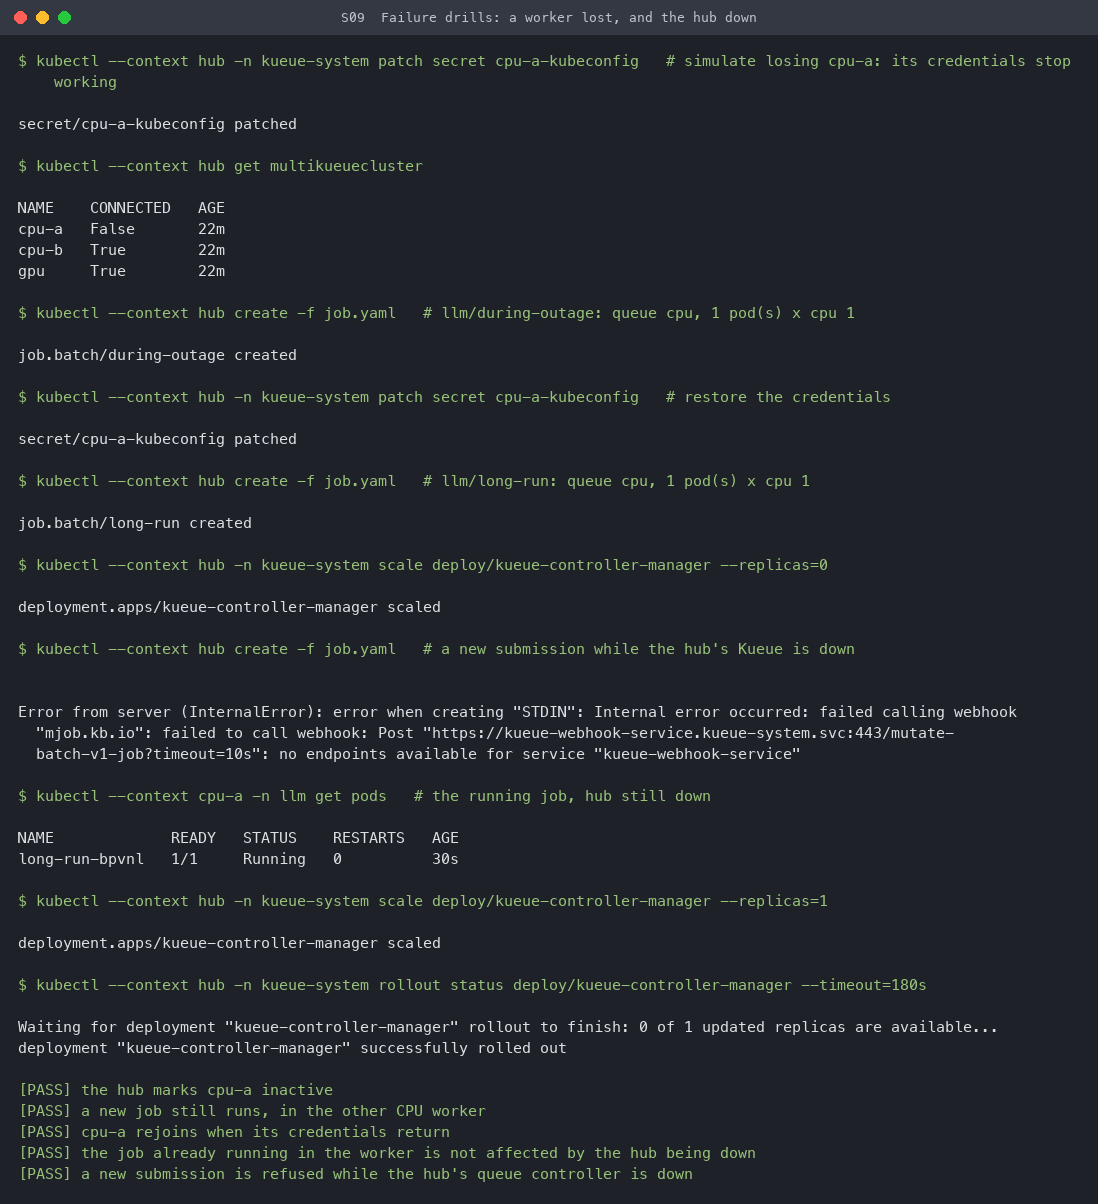 S09  Failure drills: a worker lost, and the hub down
$ kubectl --context hub -n kueue-system patch secret cpu-a-kubeconfig   # simulate losing cpu-a: its credentials stop
    working
secret/cpu-a-kubeconfig patched
$ kubectl --context hub get multikueuecluster
NAME    CONNECTED   AGE
cpu-a   False       22m
cpu-b   True        22m
gpu     True        22m
$ kubectl --context hub create -f job.yaml   # llm/during-outage: queue cpu, 1 pod(s) x cpu 1
job.batch/during-outage created
$ kubectl --context hub -n kueue-system patch secret cpu-a-kubeconfig   # restore the credentials
secret/cpu-a-kubeconfig patched
$ kubectl --context hub create -f job.yaml   # llm/long-run: queue cpu, 1 pod(s) x cpu 1
job.batch/long-run created
$ kubectl --context hub -n kueue-system scale deploy/kueue-controller-manager --replicas=0
deployment.apps/kueue-controller-manager scaled
$ kubectl --context hub create -f job.yaml   # a new submission while the hub's Kueue is down
Error from server (InternalError): error when creating "STDIN": Internal error occurred: failed calling webhook
  "mjob.kb.io": failed to call webhook: Post "https://kueue-webhook-service.kueue-system.svc:443/mutate-
  batch-v1-job?timeout=10s": no endpoints available for service "kueue-webhook-service"
$ kubectl --context cpu-a -n llm get pods   # the running job, hub still down
NAME             READY   STATUS    RESTARTS   AGE
long-run-bpvnl   1/1     Running   0          30s
$ kubectl --context hub -n kueue-system scale deploy/kueue-controller-manager --replicas=1
deployment.apps/kueue-controller-manager scaled
$ kubectl --context hub -n kueue-system rollout status deploy/kueue-controller-manager --timeout=180s
Waiting for deployment "kueue-controller-manager" rollout to finish: 0 of 1 updated replicas are available...
deployment "kueue-controller-manager" successfully rolled out
[PASS] the hub marks cpu-a inactive
[PASS] a new job still runs, in the other CPU worker
[PASS] cpu-a rejoins when its credentials return
[PASS] the job already running in the worker is not affected by the hub being down
[PASS] a new submission is refused while the hub's queue controller is down